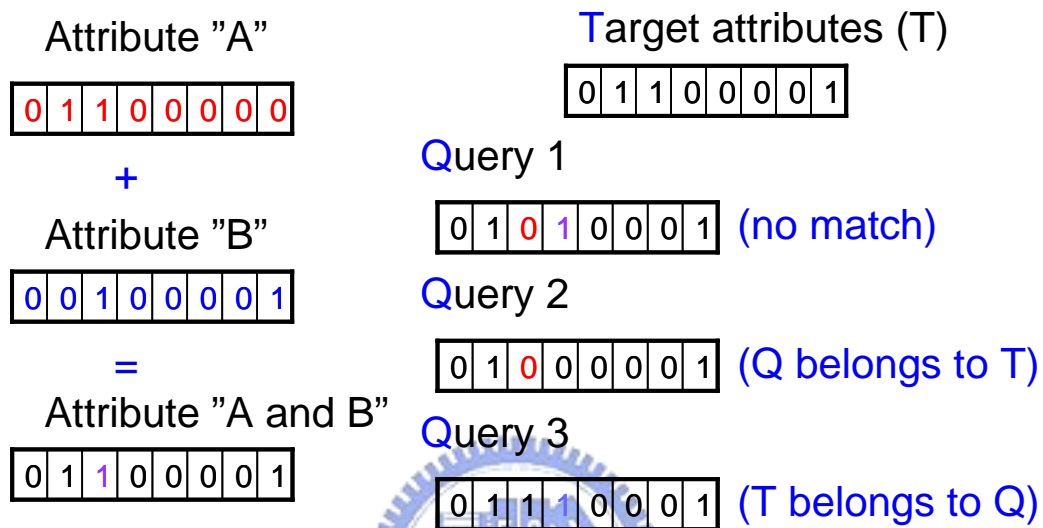 Attribute "A"
0 1 1 0 0 0 0 0
+
Attribute "B"
0 0 1 0 0 0 0 1
=
Attribute "A and B"
0 1 1 0 0 0 0 1
Target attributes (T)
0 1 1 0 0 0 0 1
Query 1
0 1 0 1 0 0 0 1 (no match)
Query 2
0 1 0 0 0 0 0 1 (Q belongs to T)
Query 3
0 1 1 1 0 0 0 1 (T belongs to Q)